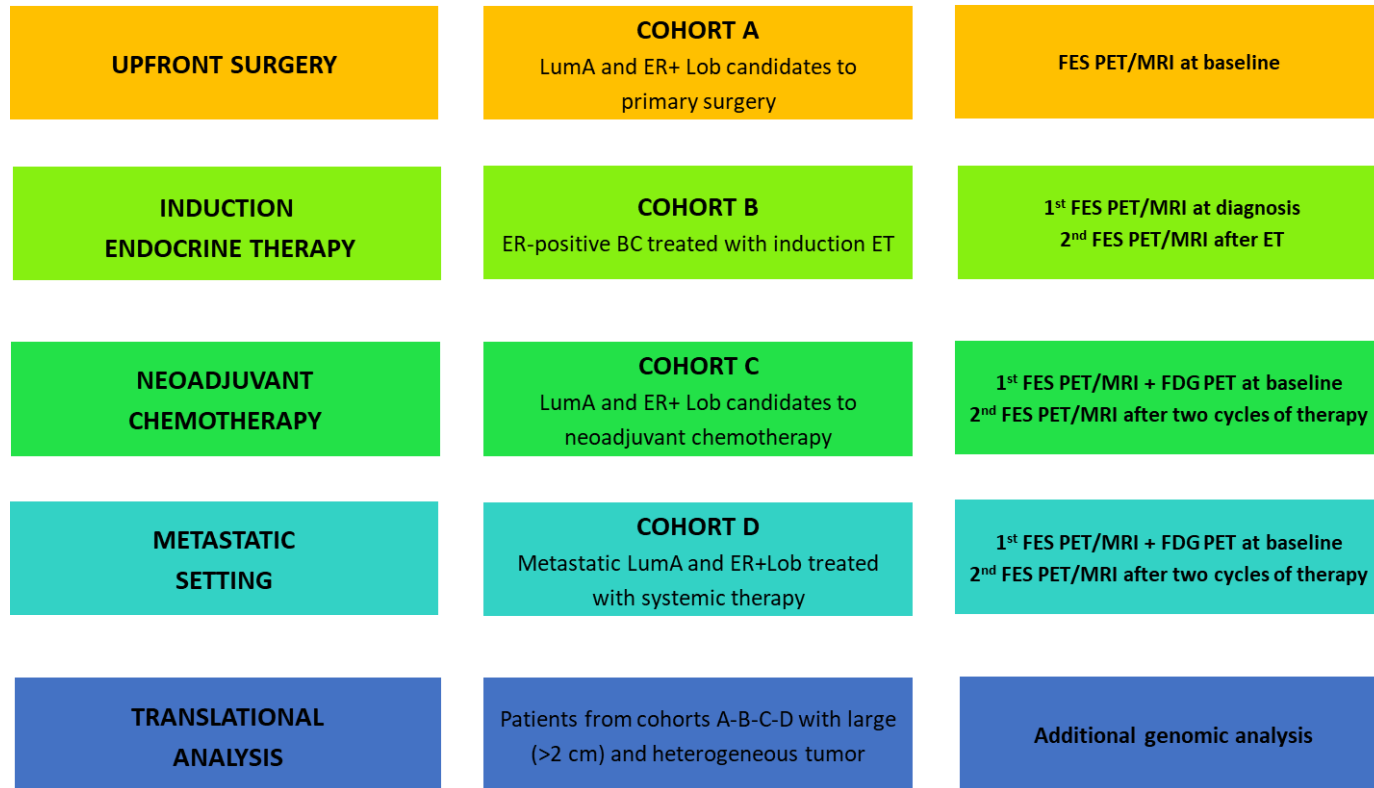 UPFRONT SURGERY
COHORT A
LumA and ER+ Lob candidates to
primary surgery
FES PET/MRI at baseline
INDUCTION
ENDOCRINE THERAPY
COHORT B
ER-positive BC treated with induction ET
1st FES PET/MRI at diagnosis
2nd FES PET/MRI after ET
NEOADJUVANT
CHEMOTHERAPY
COHORT C
LumA and ER+ Lob candidates to
neoadjuvant chemotherapy
1st FES PET/MRI + FDG PET at baseline
2nd FES PET/MRI after two cycles of therapy
METASTATIC
SETTING
COHORT D
Metastatic LumA and ER+Lob treated
with systemic therapy
1st FES PET/MRI + FDG PET at baseline
2nd FES PET/MRI after two cycles of therapy
TRANSLATIONAL
ANALYSIS
Patients from cohorts A-B-C-D with large
(>2 cm) and heterogeneous tumor
Additional genomic analysis